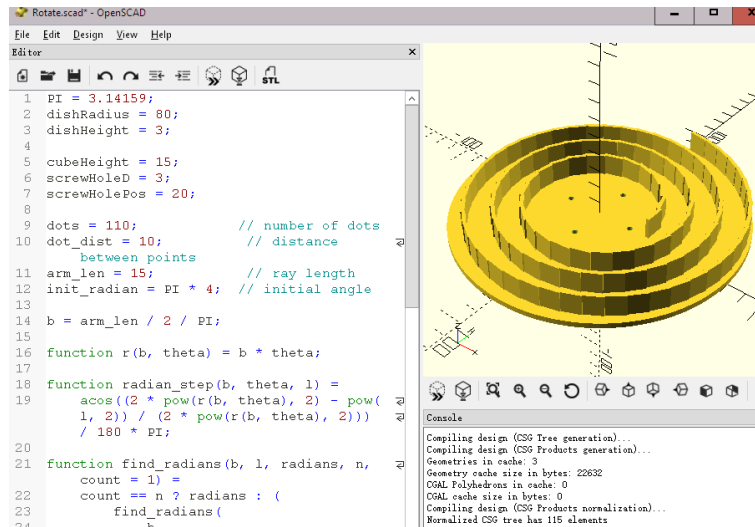 Rotate.scad* - OpenSCAD
File Edit Design View Help
Editor
STL
1 PI = 3.14159;
2 dishRadius = 80;
3 dishHeight = 3;
4
5 cubeHeight = 15;
6 screwHoleD = 3;
7 screwHolePos = 20;
8
9 dots = 110; // number of dots
10 dot_dist = 10; // distance
between points
11 arm_len = 15; // ray length
12 init_radian = PI * 4; // initial angle
13
14 b = arm_len / 2 / PI;
15
16 function r(b, theta) = b * theta;
17
18 function radian_step(b, theta, l) =
19 acos((2 * pow(r(b, theta), 2) - pow(
l, 2)) / (2 * pow(r(b, theta), 2)))
/ 180 * PI;
20
21 function find_radians(b, l, radians, n,
count = 1) =
22 count == n ? radians : (
23 find_radians(
24 b
Console
Compiling design (CSG Tree generation)...
Compiling design (CSG Products generation)...
Geometries in cache: 3
Geometry cache size in bytes: 22632
CGAL Polyhedrons in cache: 0
CGAL cache size in bytes: 0
Compiling design (CSG Products normalization)...
Normalized CSG tree has 115 elements